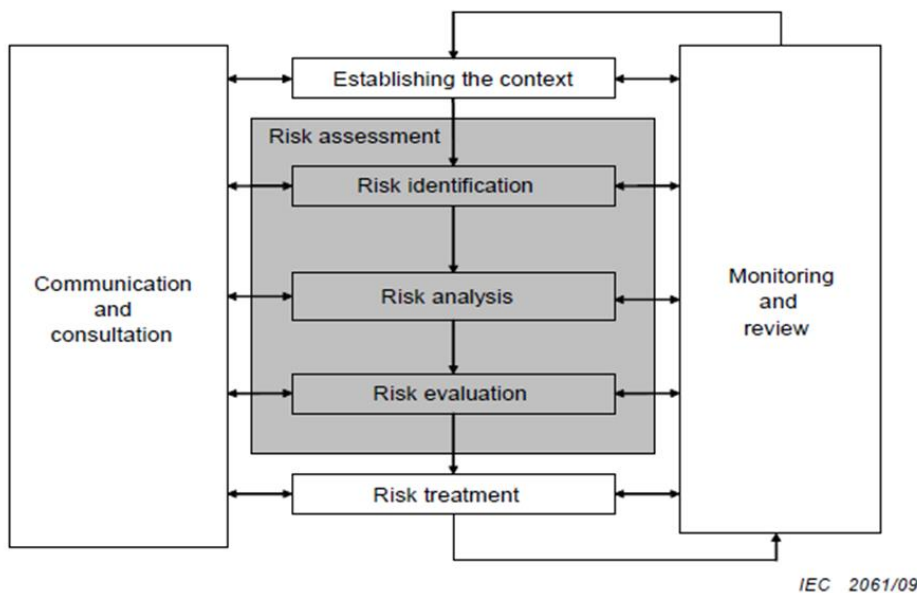 Establishing the context
Risk assessment
Risk identification
Communication
and
consultation
Risk analysis
Monitoring
and
review
Risk evaluation
Risk treatment
IEC 2061/09